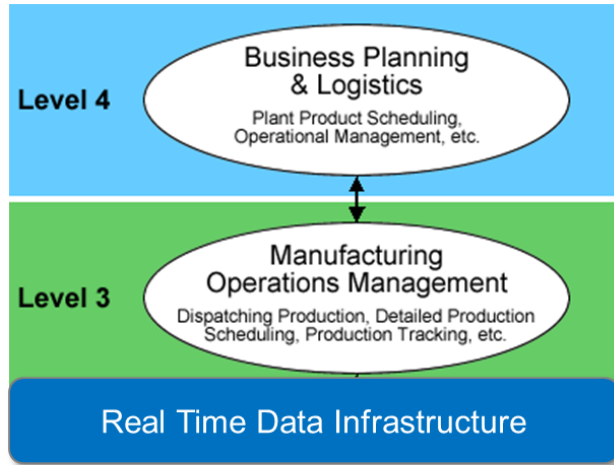 Level 4
Business Planning
& Logistics
Plant Product Scheduling,
Operational Management, etc.
Level 3
Manufacturing
Operations Management
Dispatching Production, Detailed Production
Scheduling, Production Tracking, etc.
Real Time Data Infrastructure